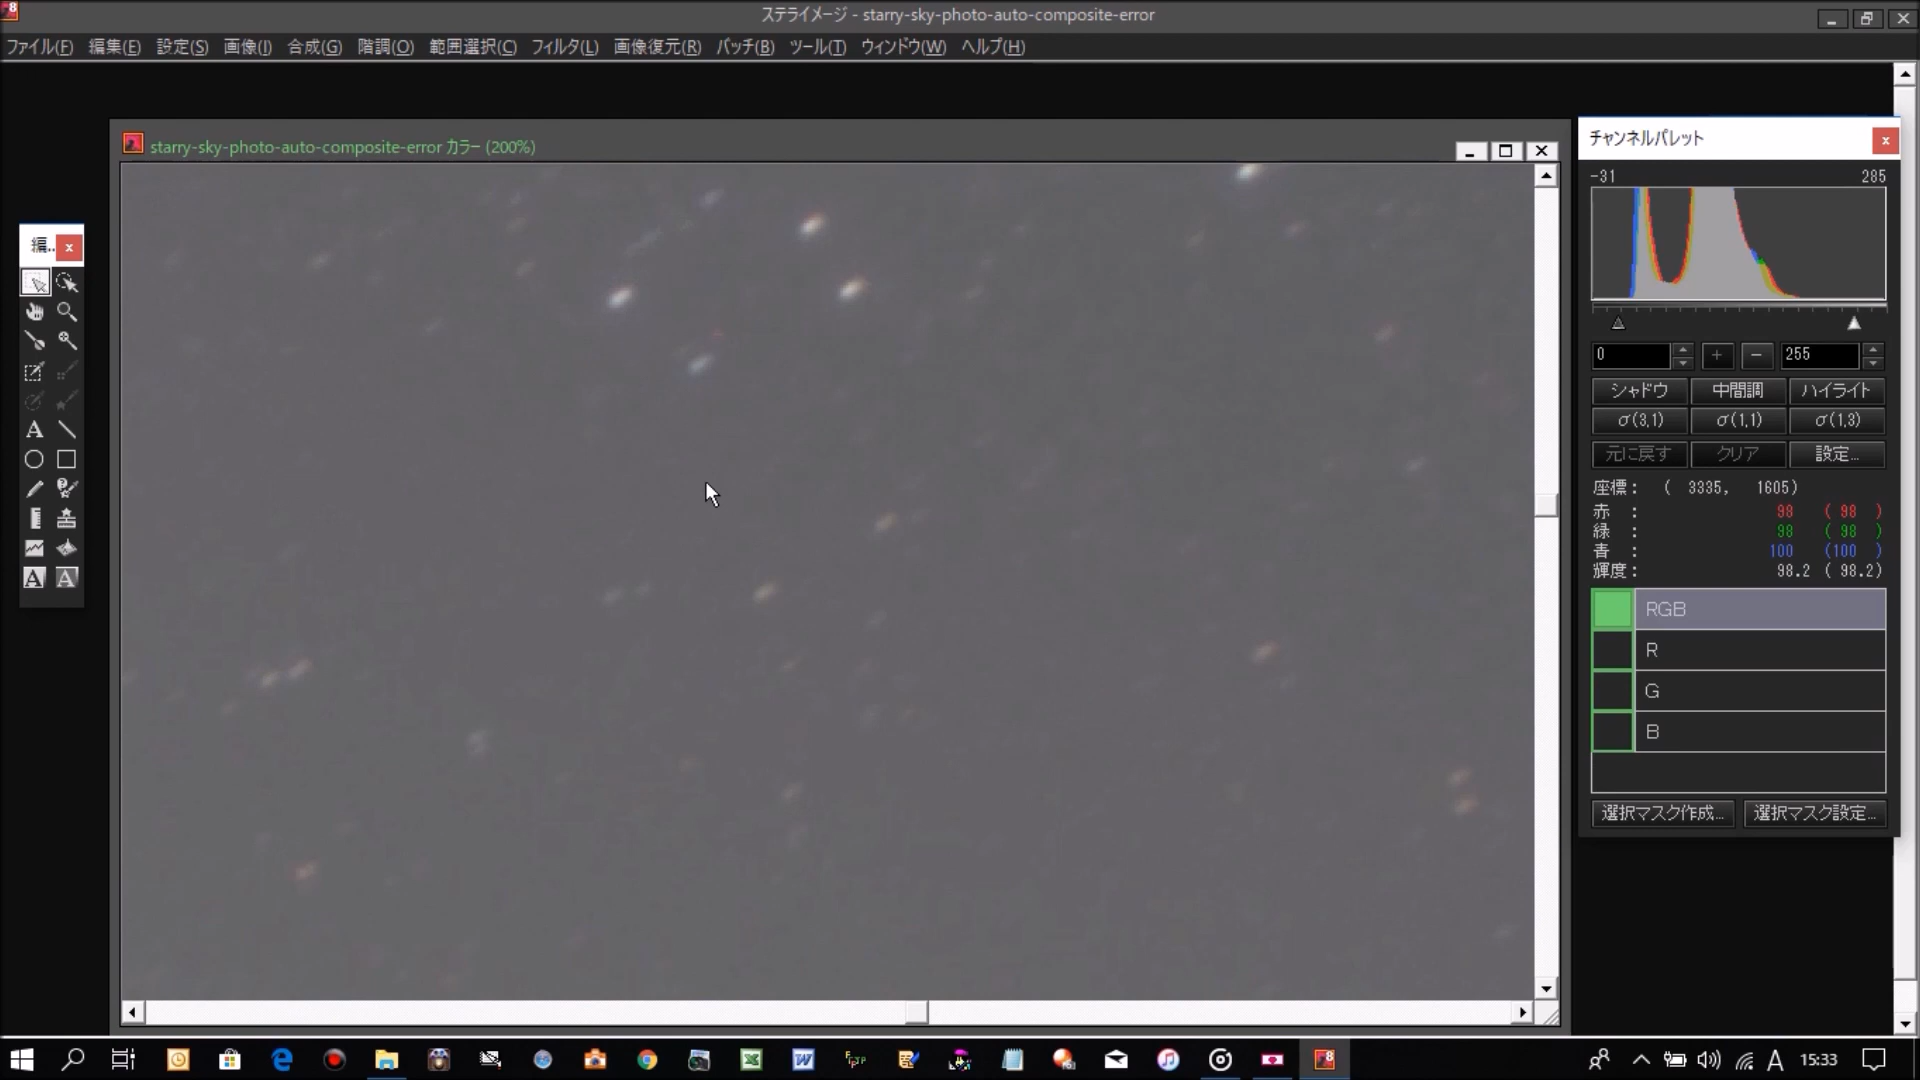 ステライメージ - starry-sky-photo-auto-composite-error
ファイル(F) 編集(E) 設定(S) 画像(I) 合成(G) 階調(O) 範囲選択(C) フィルタ(L) 画像復元(R) バッチ(B) ツール(T) ウィンドウ(W) ヘルプ(H)
starry-sky-photo-auto-composite-error カラー (200%)
編..
チャンネルパレット
-31 285
0 + - 255
シャドウ 中間調 ハイライト
σ(3,1) σ(1,1) σ(1,3)
元に戻す クリア 設定...
座標: ( 3335, 1605)
赤 : 98 ( 98 )
緑 : 98 ( 98 )
青 : 100 (100 )
輝度: 98.2 ( 98.2)
RGB
R
G
B
選択マスク作成... 選択マスク設定...
A
A A
A 15:33